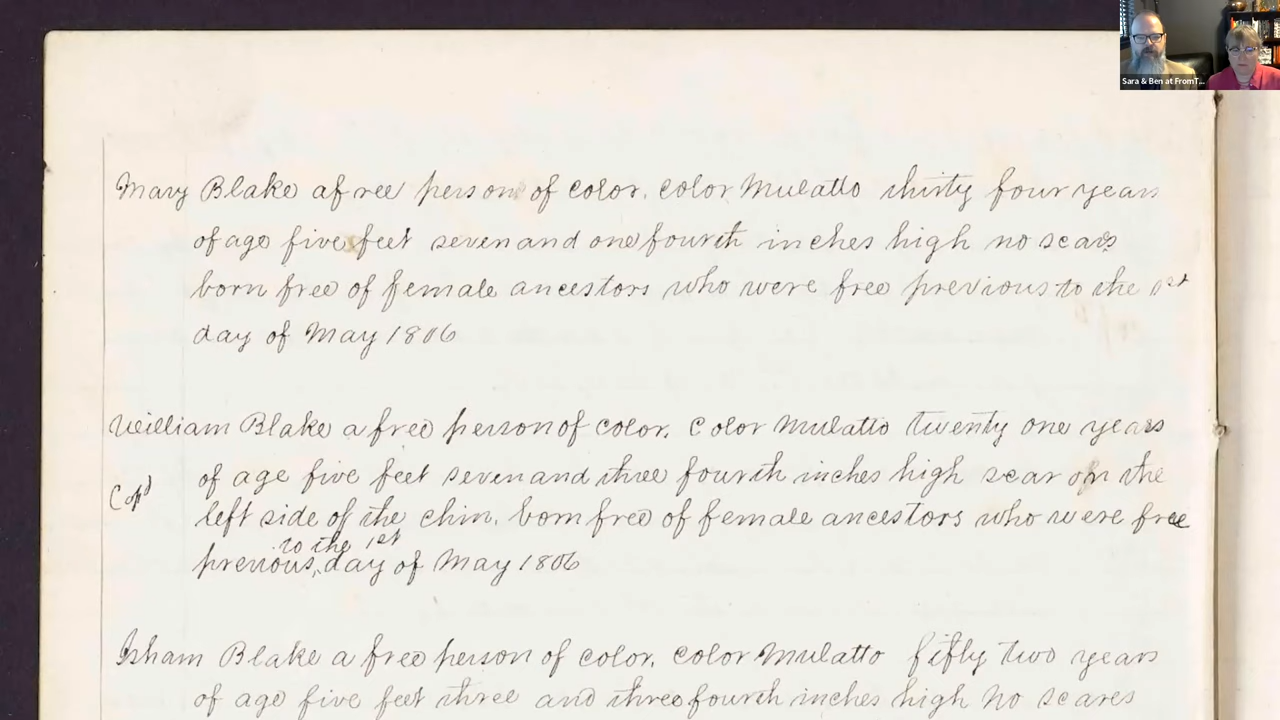 Sara & Ben at FromT...
Mary Blake a free person of color. color Mulatto thirty four years
of age five feet seven and one fourth inches high no scars
born free of female ancestors who were free previous to the 1st
day of May 1806
William Blake a free person of color. Color Mulatto twenty one years
Copd
of age five feet seven and three fourth inches high scar on the
left side of the chin. born free of female ancestors who were free
to the 1st
previous, day of May 1806
Isham Blake a free person of color. color Mulatto fifty two years
of age five feet three and three fourth inches high No scares